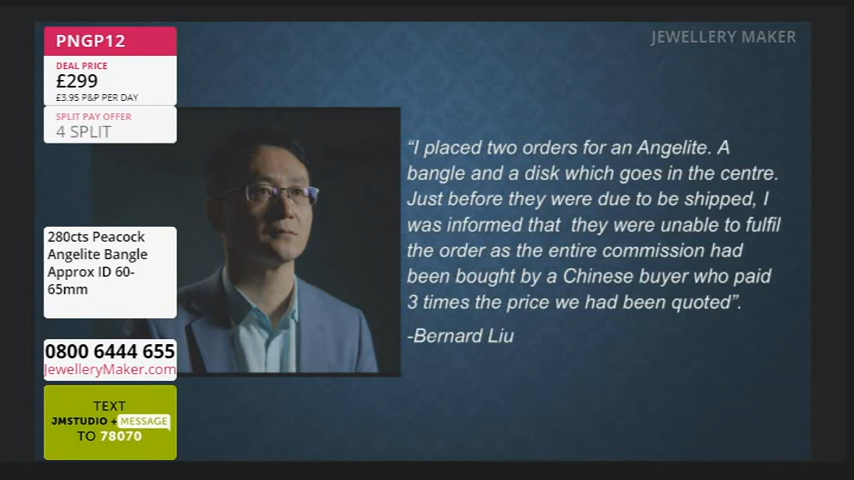 PNGP12
DEAL PRICE
£299
£3.95 P&P PER DAY
SPLIT PAY OFFER
4 SPLIT
280cts Peacock
Angelite Bangle
Approx ID 60-
65mm
0800 6444 655
JewelleryMaker.com
TEXT
JMSTUDIO + MESSAGE
TO 78070
JEWELLERY MAKER
“I placed two orders for an Angelite. A
bangle and a disk which goes in the centre.
Just before they were due to be shipped, I
was informed that they were unable to fulfil
the order as the entire commission had
been bought by a Chinese buyer who paid
3 times the price we had been quoted”.
-Bernard Liu